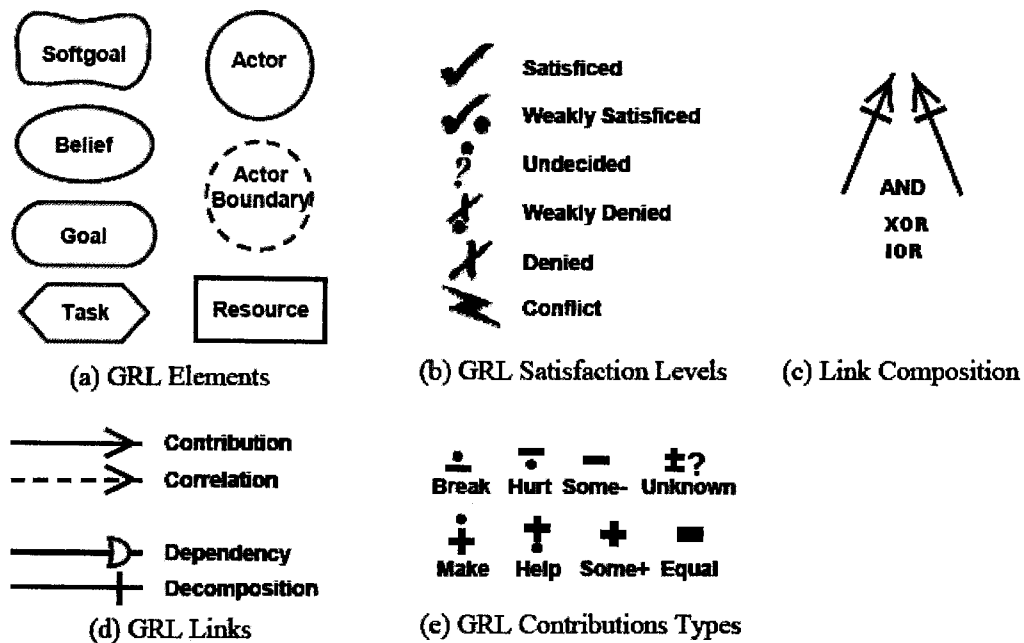 Softgoal
Actor
Belief
Actor
Boundary
Goal
Task
Resource
(a) GRL Elements
Satisficed
Weakly Satisficed
Undecided
Weakly Denied
Denied
Conflict
(b) GRL Satisfaction Levels
AND
XOR
IOR
(c) Link Composition
Contribution
Correlation
Dependency
Decomposition
(d) GRL Links
±?
Break Hurt Some- Unknown
Make Help Some+ Equal
(e) GRL Contributions Types